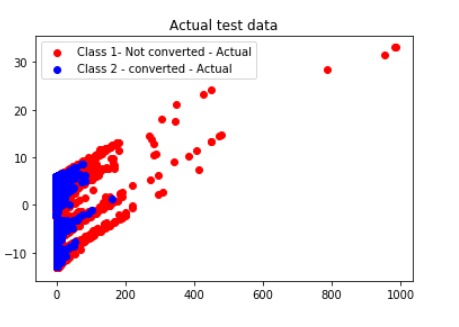 Actual test data
Class 1- Not converted - Actual
Class 2 - converted - Actual
30
20
10
0
−10
0 200 400 600 800 1000